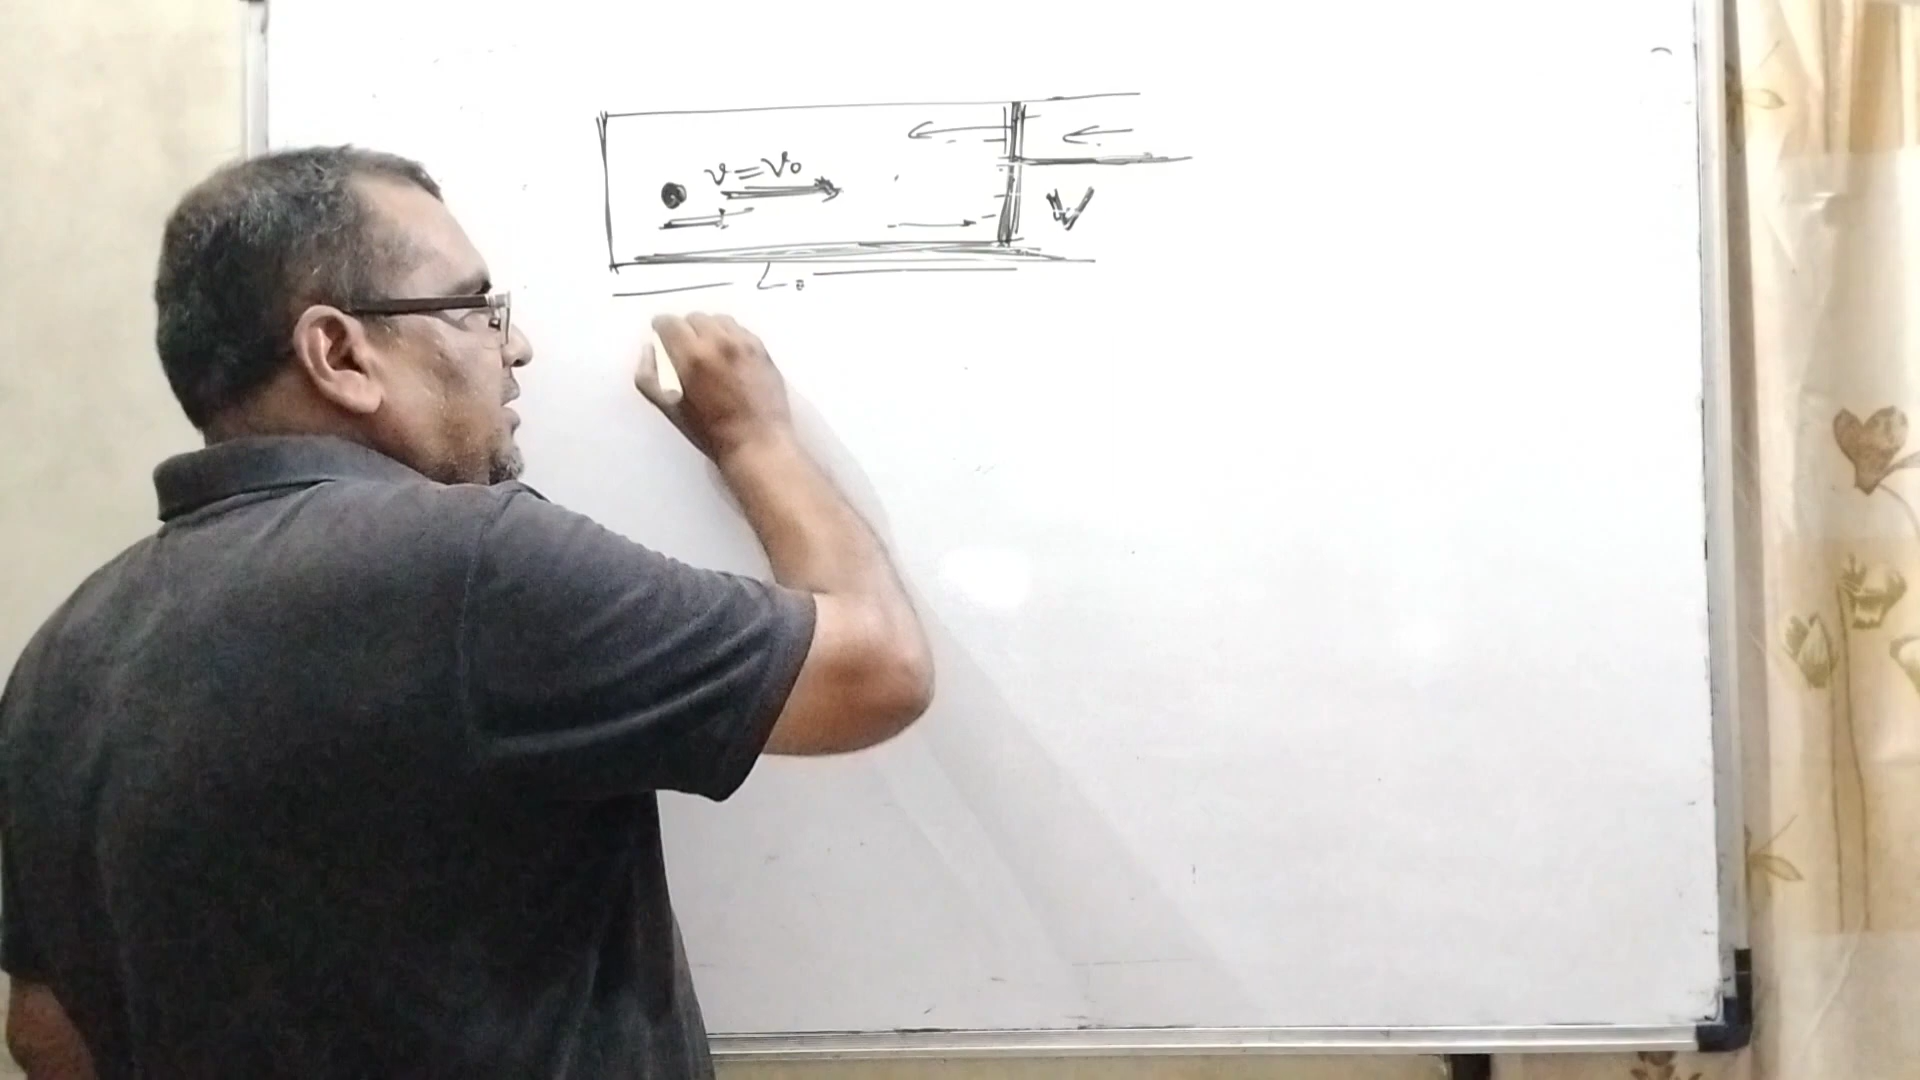 v = v₀
V
L₀